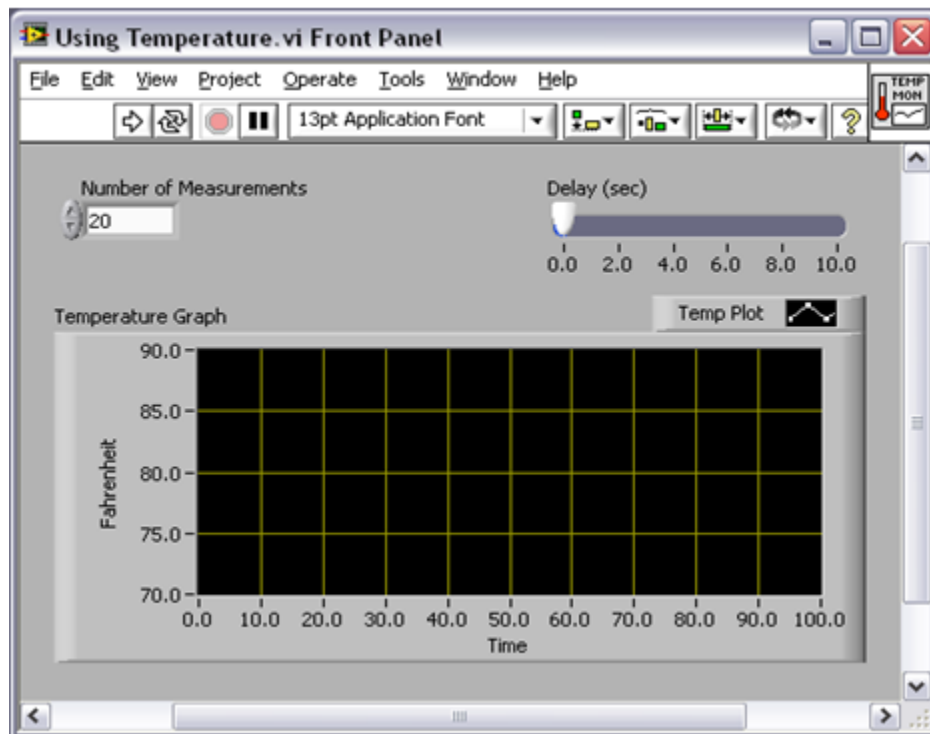 Using Temperature.vi Front Panel
File Edit View Project Operate Tools Window Help
13pt Application Font
?
TEMP
MON
Number of Measurements
20
Delay (sec)
0.0 2.0 4.0 6.0 8.0 10.0
Temperature Graph
Temp Plot
Fahrenheit
90.0
85.0
80.0
75.0
70.0
0.0 10.0 20.0 30.0 40.0 50.0 60.0 70.0 80.0 90.0 100.0
Time